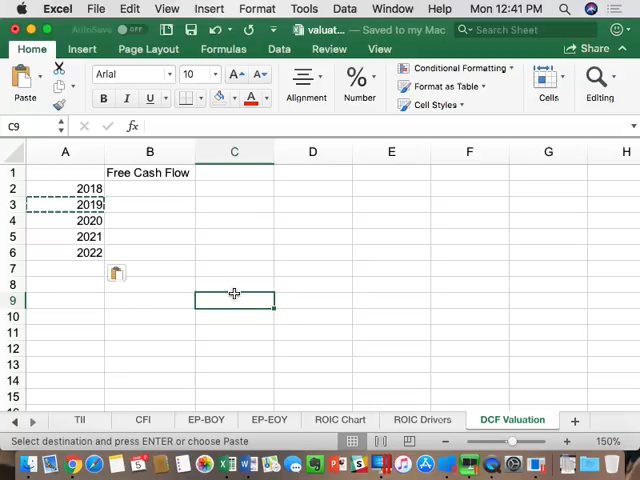 Excel File Edit View Insert Format Tools Data Window Help Mon 12:41 PM
AutoSave OFF valuat... — Saved to my Mac Search Sheet
Home Insert Page Layout Formulas Data Review View Share
Paste Arial 10 A A Alignment Number Conditional Formatting Cells Editing
B I U A Format as Table
Cell Styles
C9 fx
A B C D E F G H
1 Free Cash Flow
2 2018
3 2019
4 2020
5 2021
6 2022
7
8
9
10
11
12
13
14
15
TII CFI EP-BOY EP-EOY ROIC Chart ROIC Drivers DCF Valuation
Select destination and press ENTER or choose Paste 150%